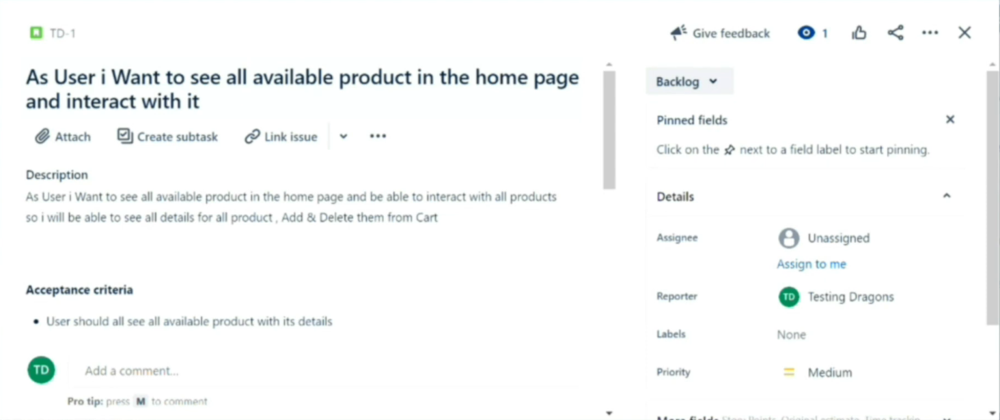 TD-1
Give feedback
1
As User i Want to see all available product in the home page
and interact with it
Attach
Create subtask
Link issue
Description
As User i Want to see all available product in the home page and be able to interact with all products
so i will be able to see all details for all product , Add & Delete them from Cart
Acceptance criteria
• User should all see all available product with its details
TD
Add a comment...
Pro tip: press M to comment
Backlog
Pinned fields
Click on the next to a field label to start pinning.
Details
Assignee
Unassigned
Assign to me
Reporter
TD Testing Dragons
Labels
None
Priority
Medium
More fields Story Points, Original estimate, Time trackin